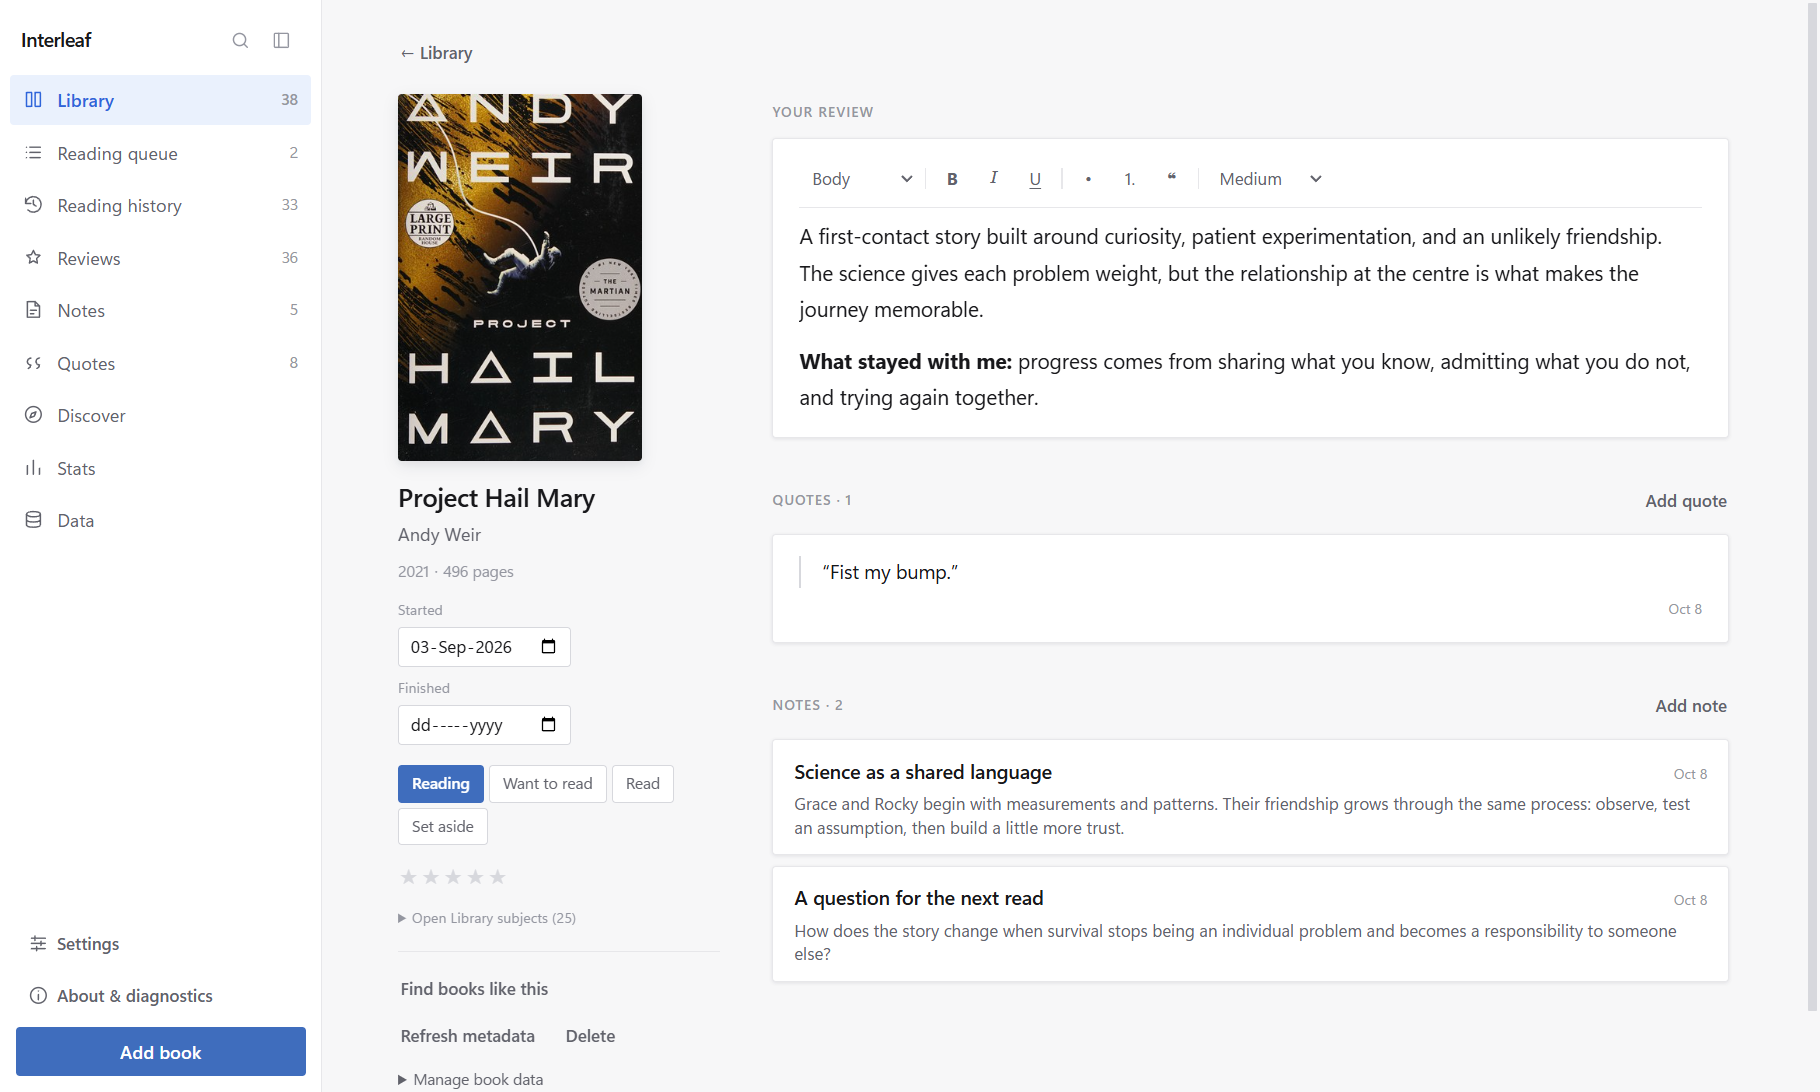 Interleaf
Library 38
Reading queue 2
Reading history 33
Reviews 36
Notes 5
Quotes 8
Discover
Stats
Data
Settings
About & diagnostics
Add book
← Library
ANDY
WEIR
LARGE
PRINT
RANDOM
HOUSE
THE
MARTIAN
PROJECT
HAIL
MARY
Project Hail Mary
Andy Weir
2021 · 496 pages
Started
03-Sep-2026
Finished
dd-----yyyy
Reading
Want to read
Read
Set aside
Open Library subjects (25)
Find books like this
Refresh metadata
Delete
Manage book data
YOUR REVIEW
Body B I U • 1. ❝ Medium
A first-contact story built around curiosity, patient experimentation, and an unlikely friendship.
The science gives each problem weight, but the relationship at the centre is what makes the
journey memorable.
What stayed with me: progress comes from sharing what you know, admitting what you do not,
and trying again together.
QUOTES · 1
Add quote
“Fist my bump.”
Oct 8
NOTES · 2
Add note
Science as a shared language
Oct 8
Grace and Rocky begin with measurements and patterns. Their friendship grows through the same process: observe, test
an assumption, then build a little more trust.
A question for the next read
Oct 8
How does the story change when survival stops being an individual problem and becomes a responsibility to someone
else?